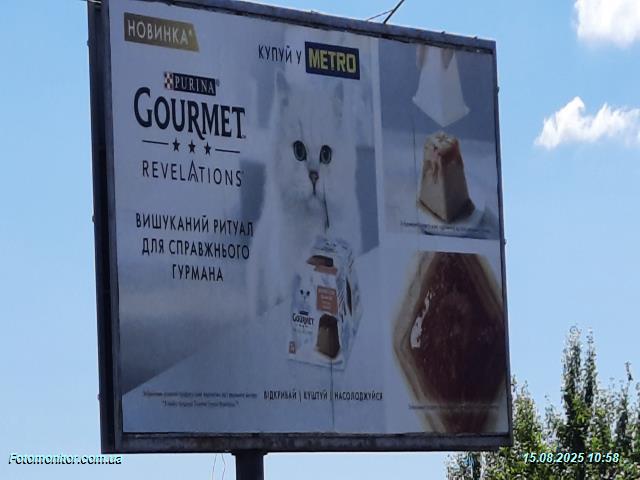 НОВИНКА*
КУПУЙ У METRO
PURINA
GOURMET
REVELATIONS
ВИШУКАНИЙ РИТУАЛ
ДЛЯ СПРАВЖНЬОГО
ГУРМАНА
GOURMET
ВІДКРИВАЙ | КУШТУЙ | НАСОЛОДЖУЙСЯ
Fotomonitor.com.ua
15.08.2025 10:58